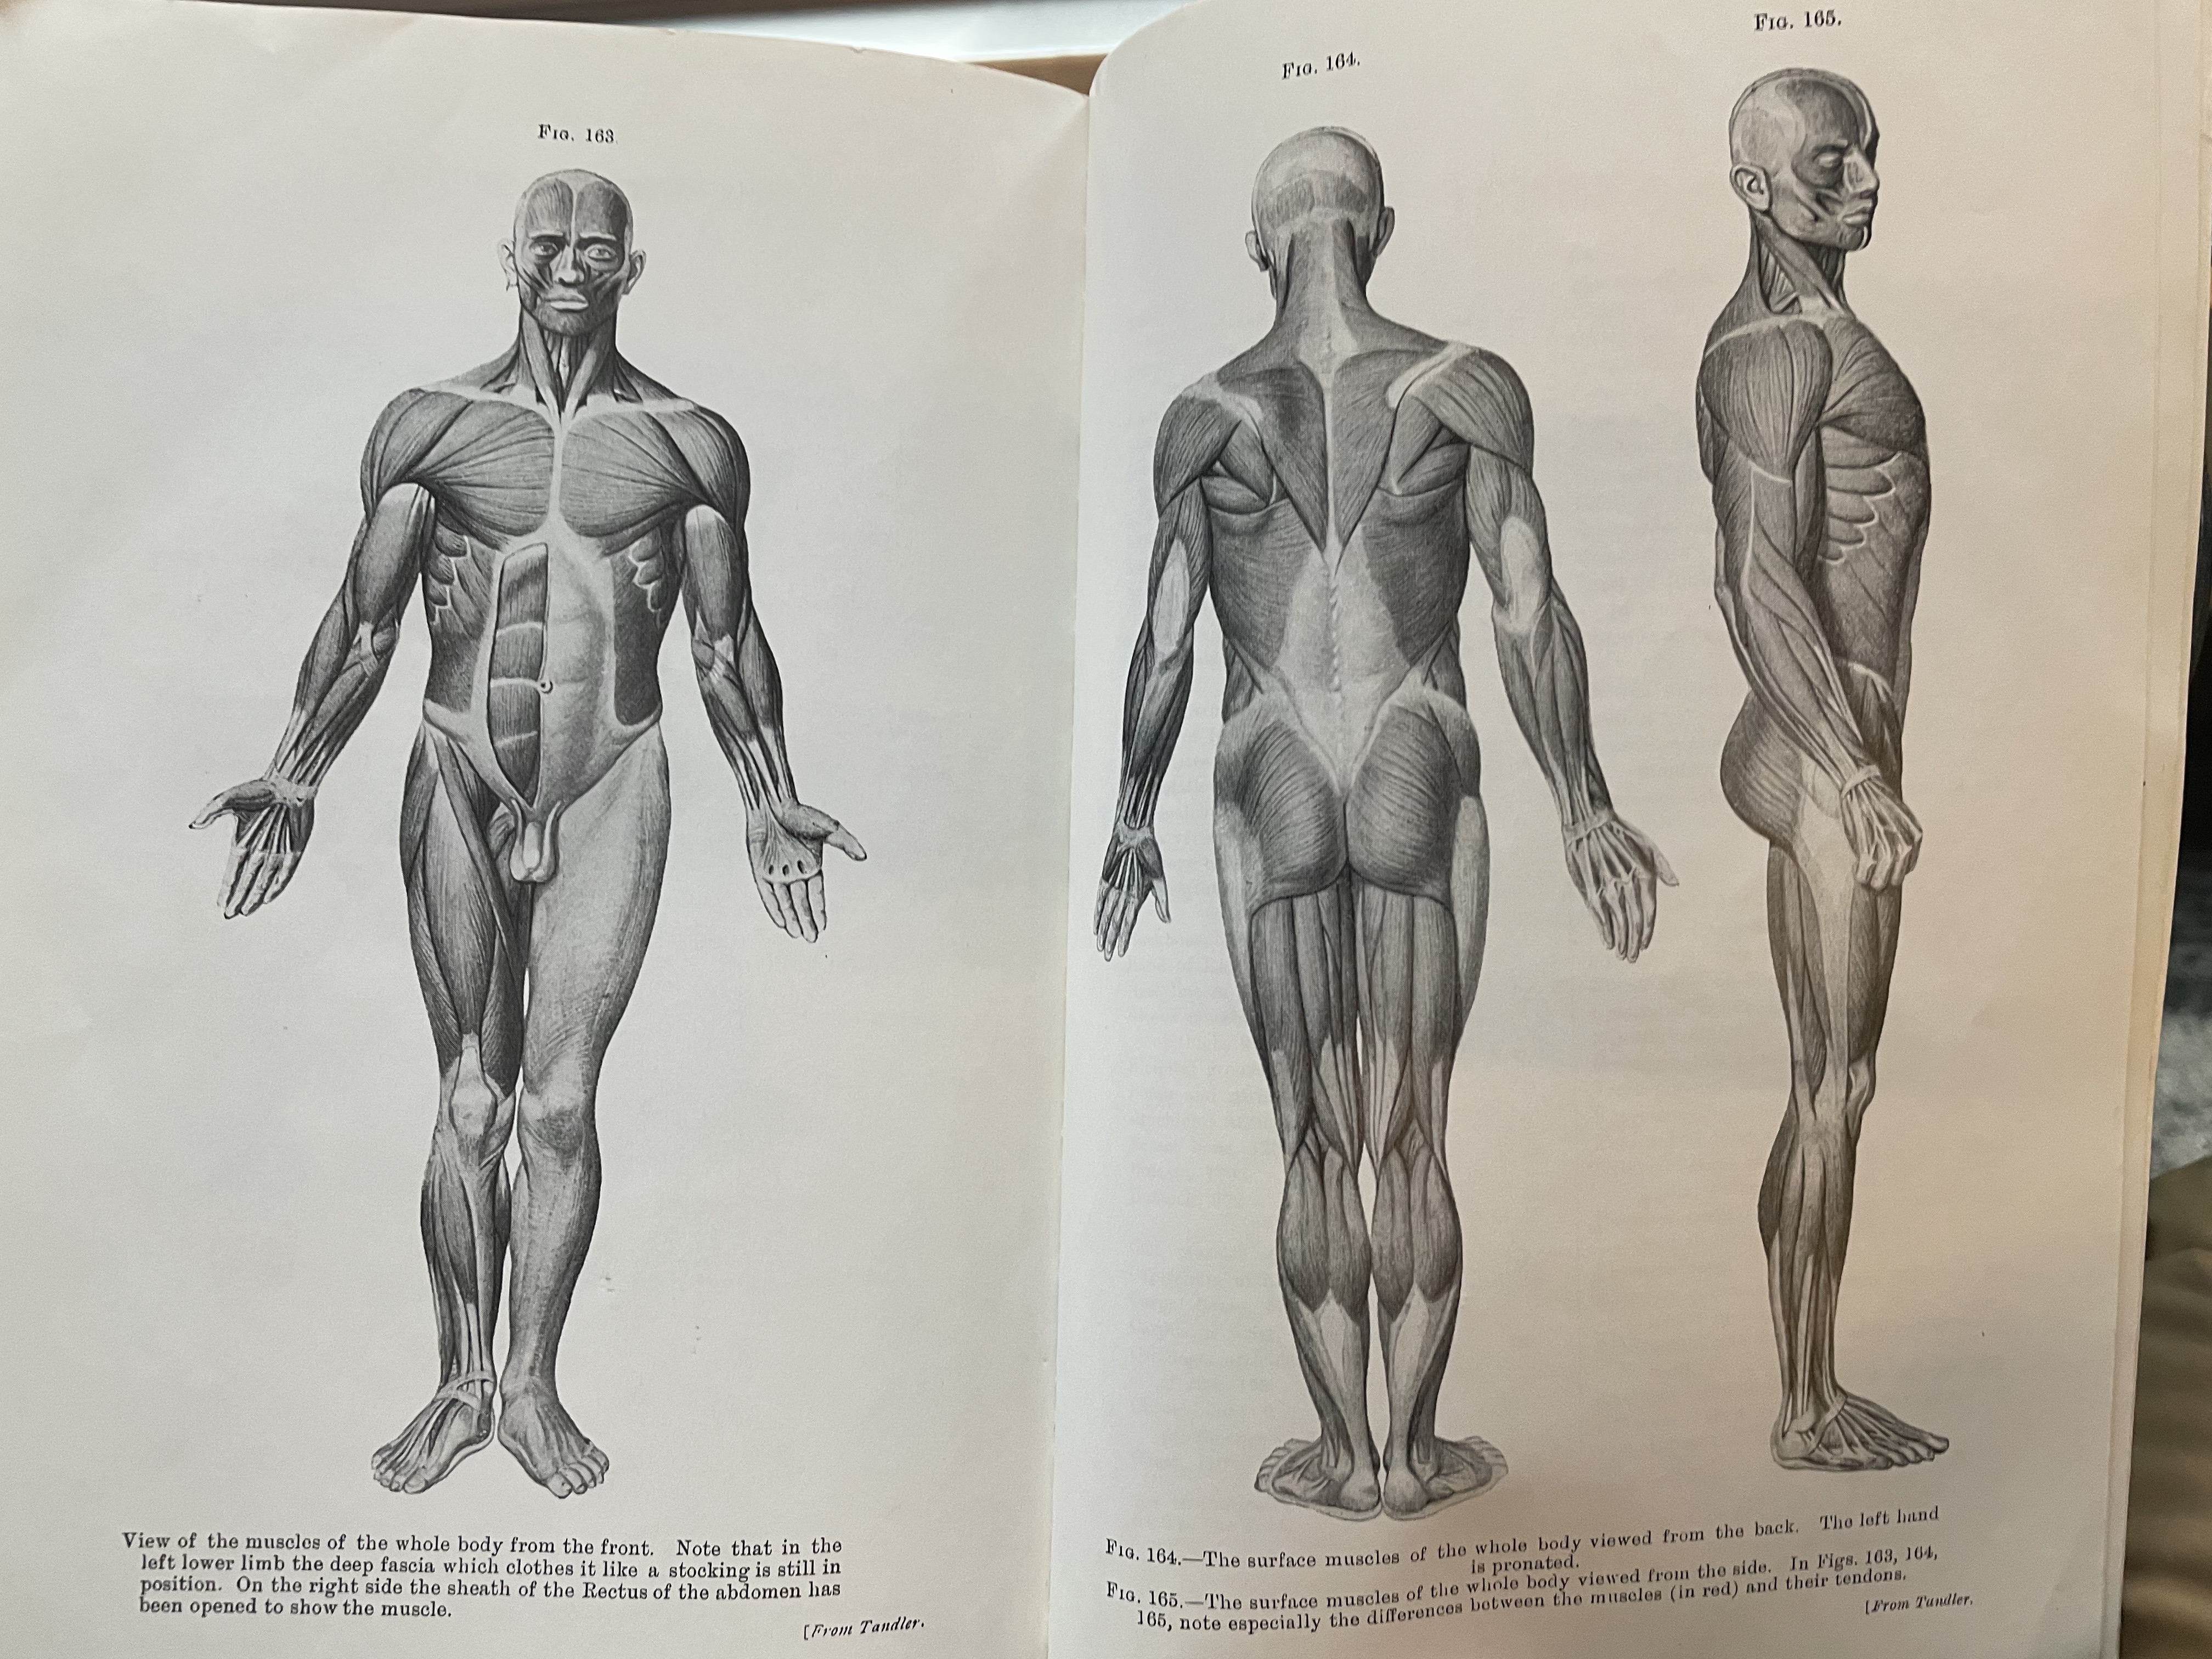 FIG. 163.
View of the muscles of the whole body from the front. Note that in the
left lower limb the deep fascia which clothes it like a stocking is still in
position. On the right side the sheath of the Rectus of the abdomen has
been opened to show the muscle.
[From Tandler.
FIG. 164.
FIG. 165.
FIG. 164.—The surface muscles of the whole body viewed from the back. The left hand
is pronated.
FIG. 165.—The surface muscles of the whole body viewed from the side. In Figs. 163, 164,
165, note especially the differences between the muscles (in red) and their tendons.
[From Tandler.